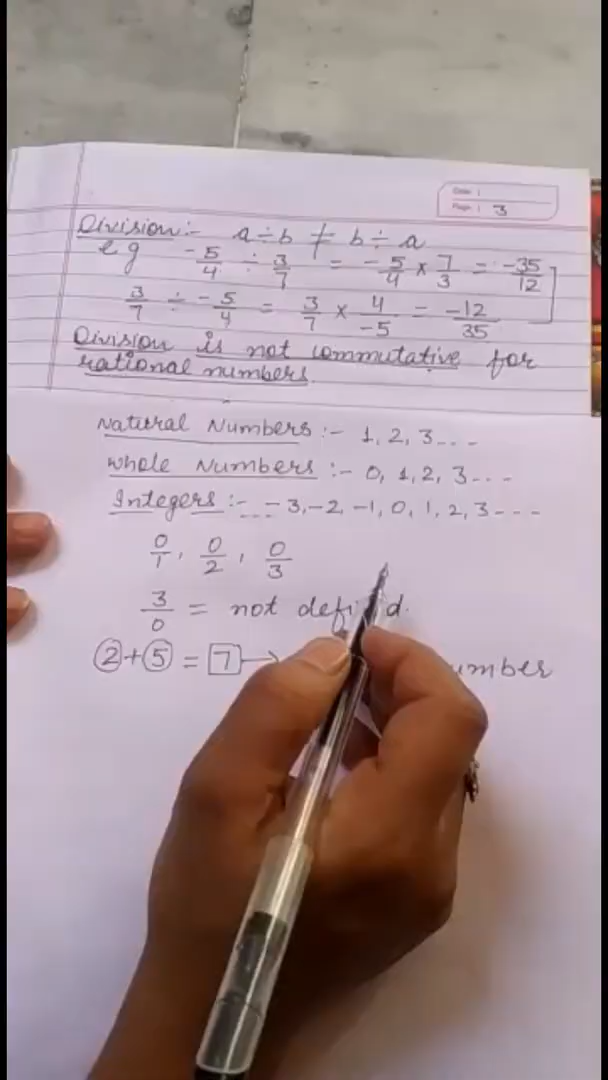 Date :
Page : 3
Division :- a ÷ b ≠ b ÷ a
eg -5/4 ÷ 3/7 = -5/4 × 7/3 = -35/12
3/7 ÷ -5/4 = 3/7 × 4/-5 = -12/35
Division is not commutative for
rational numbers.
Natural Numbers :- 1, 2, 3 - - -
Whole Numbers :- 0, 1, 2, 3 - - -
Integers :- - - - -3, -2, -1, 0, 1, 2, 3 - - -
0/1, 0/2, 0/3
3/0 = not defi d.
2 + 5 = 7 → umber